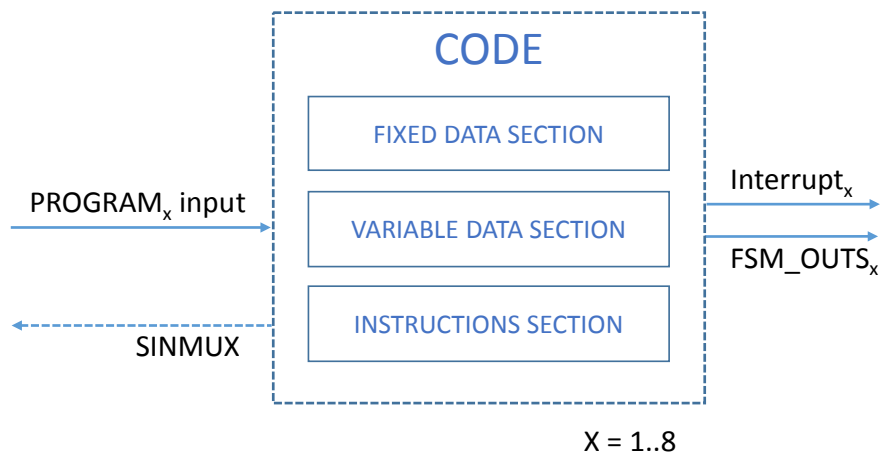 CODE
FIXED DATA SECTION
PROGRAMₓ input
VARIABLE DATA SECTION
Interruptₓ
FSM_OUTSₓ
INSTRUCTIONS SECTION
SINMUX
X = 1..8